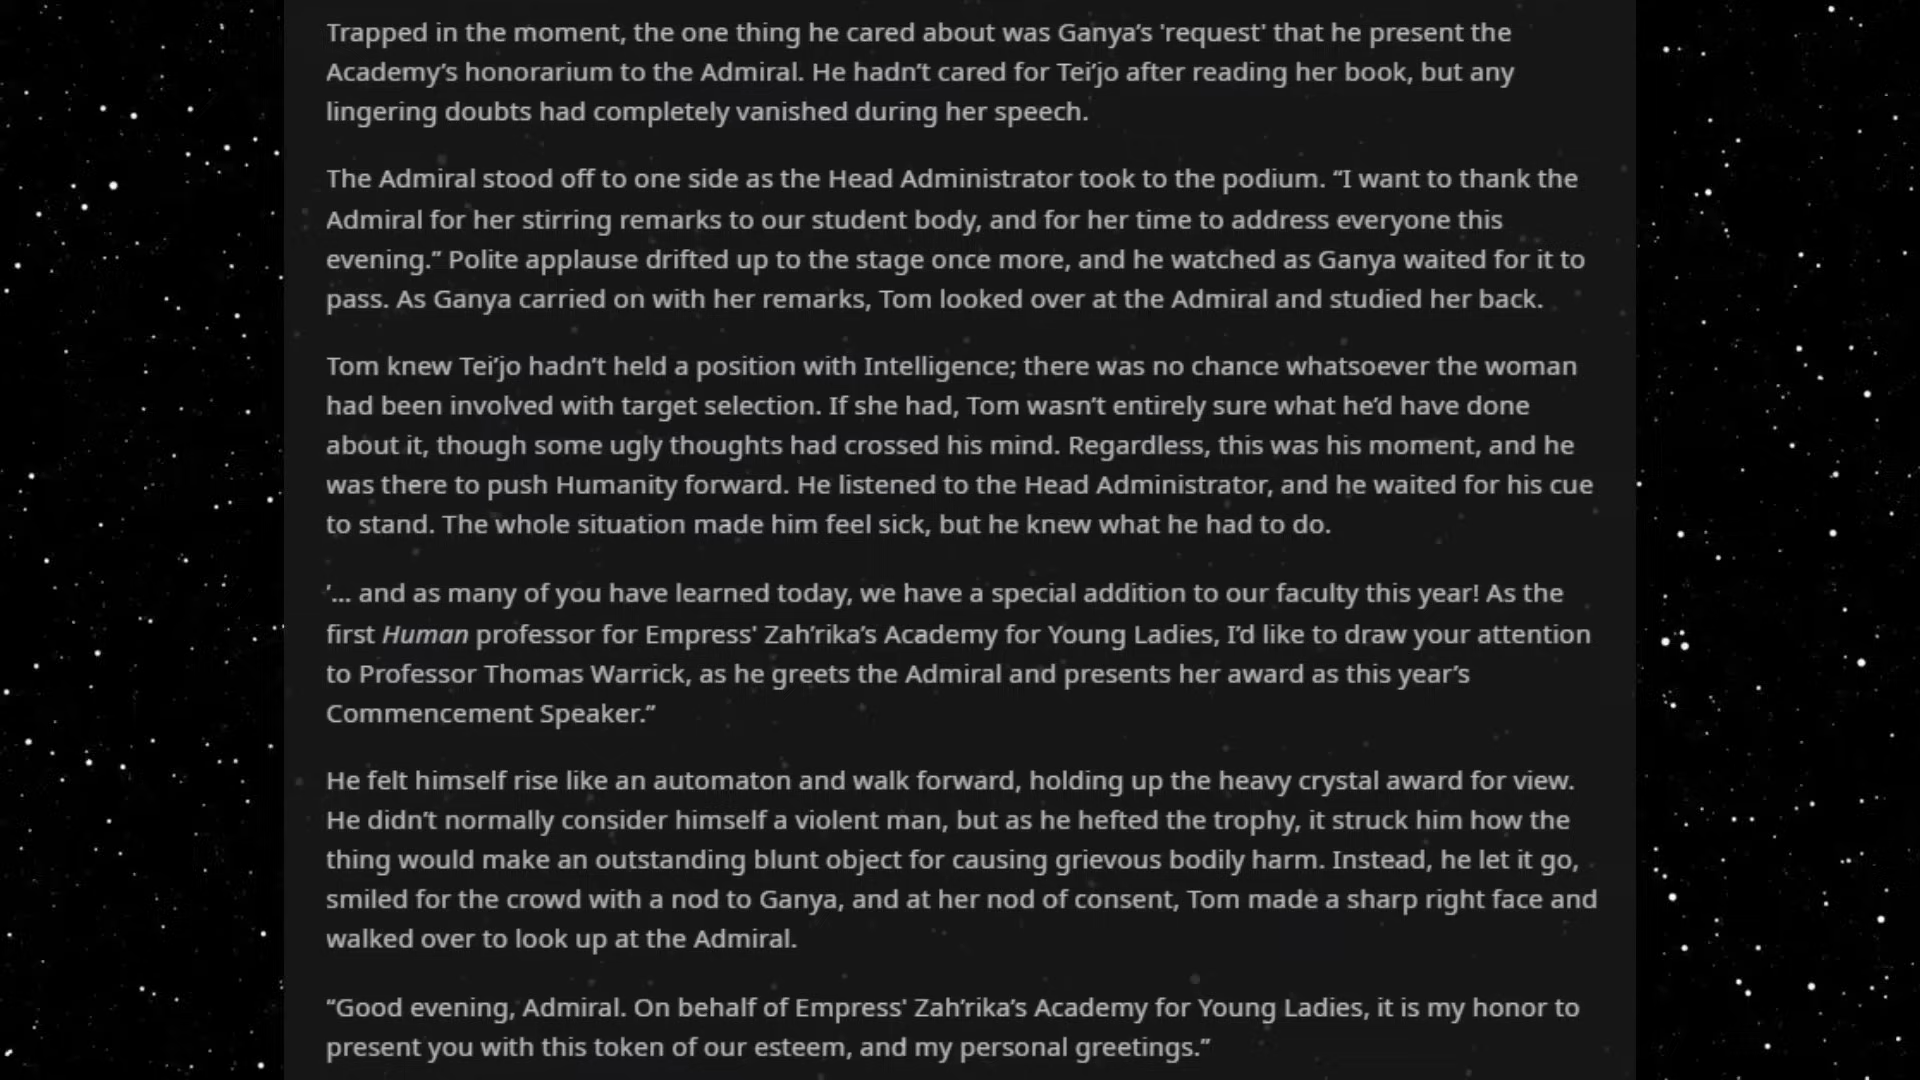 Trapped in the moment, the one thing he cared about was Ganya’s 'request' that he present the
Academy’s honorarium to the Admiral. He hadn’t cared for Tei’jo after reading her book, but any
lingering doubts had completely vanished during her speech.
The Admiral stood off to one side as the Head Administrator took to the podium. “I want to thank the
Admiral for her stirring remarks to our student body, and for her time to address everyone this
evening.” Polite applause drifted up to the stage once more, and he watched as Ganya waited for it to
pass. As Ganya carried on with her remarks, Tom looked over at the Admiral and studied her back.
Tom knew Tei’jo hadn’t held a position with Intelligence; there was no chance whatsoever the woman
had been involved with target selection. If she had, Tom wasn’t entirely sure what he’d have done
about it, though some ugly thoughts had crossed his mind. Regardless, this was his moment, and he
was there to push Humanity forward. He listened to the Head Administrator, and he waited for his cue
to stand. The whole situation made him feel sick, but he knew what he had to do.
‘… and as many of you have learned today, we have a special addition to our faculty this year! As the
first Human professor for Empress' Zah’rika’s Academy for Young Ladies, I’d like to draw your attention
to Professor Thomas Warrick, as he greets the Admiral and presents her award as this year’s
Commencement Speaker.”
He felt himself rise like an automaton and walk forward, holding up the heavy crystal award for view.
He didn’t normally consider himself a violent man, but as he hefted the trophy, it struck him how the
thing would make an outstanding blunt object for causing grievous bodily harm. Instead, he let it go,
smiled for the crowd with a nod to Ganya, and at her nod of consent, Tom made a sharp right face and
walked over to look up at the Admiral.
“Good evening, Admiral. On behalf of Empress' Zah’rika’s Academy for Young Ladies, it is my honor to
present you with this token of our esteem, and my personal greetings.”